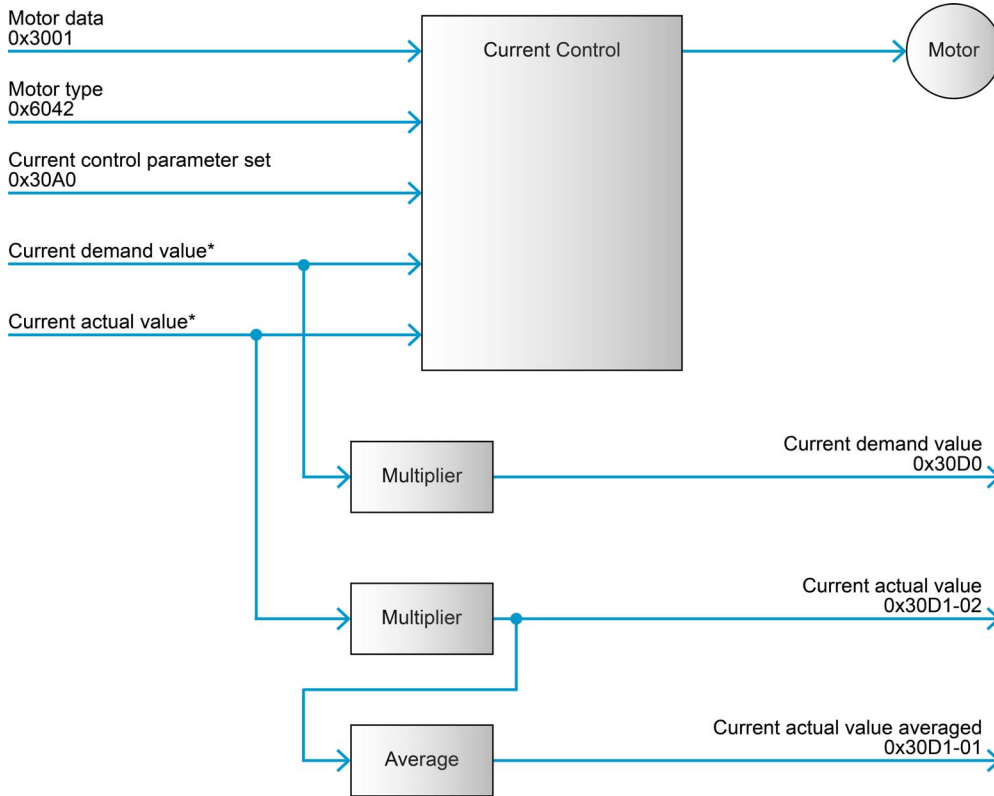 Motor data
0x3001
Current Control
Motor
Motor type
0x6042
Current control parameter set
0x30A0
Current demand value*
Current actual value*
Multiplier
Current demand value
0x30D0
Multiplier
Current actual value
0x30D1-02
Average
Current actual value averaged
0x30D1-01